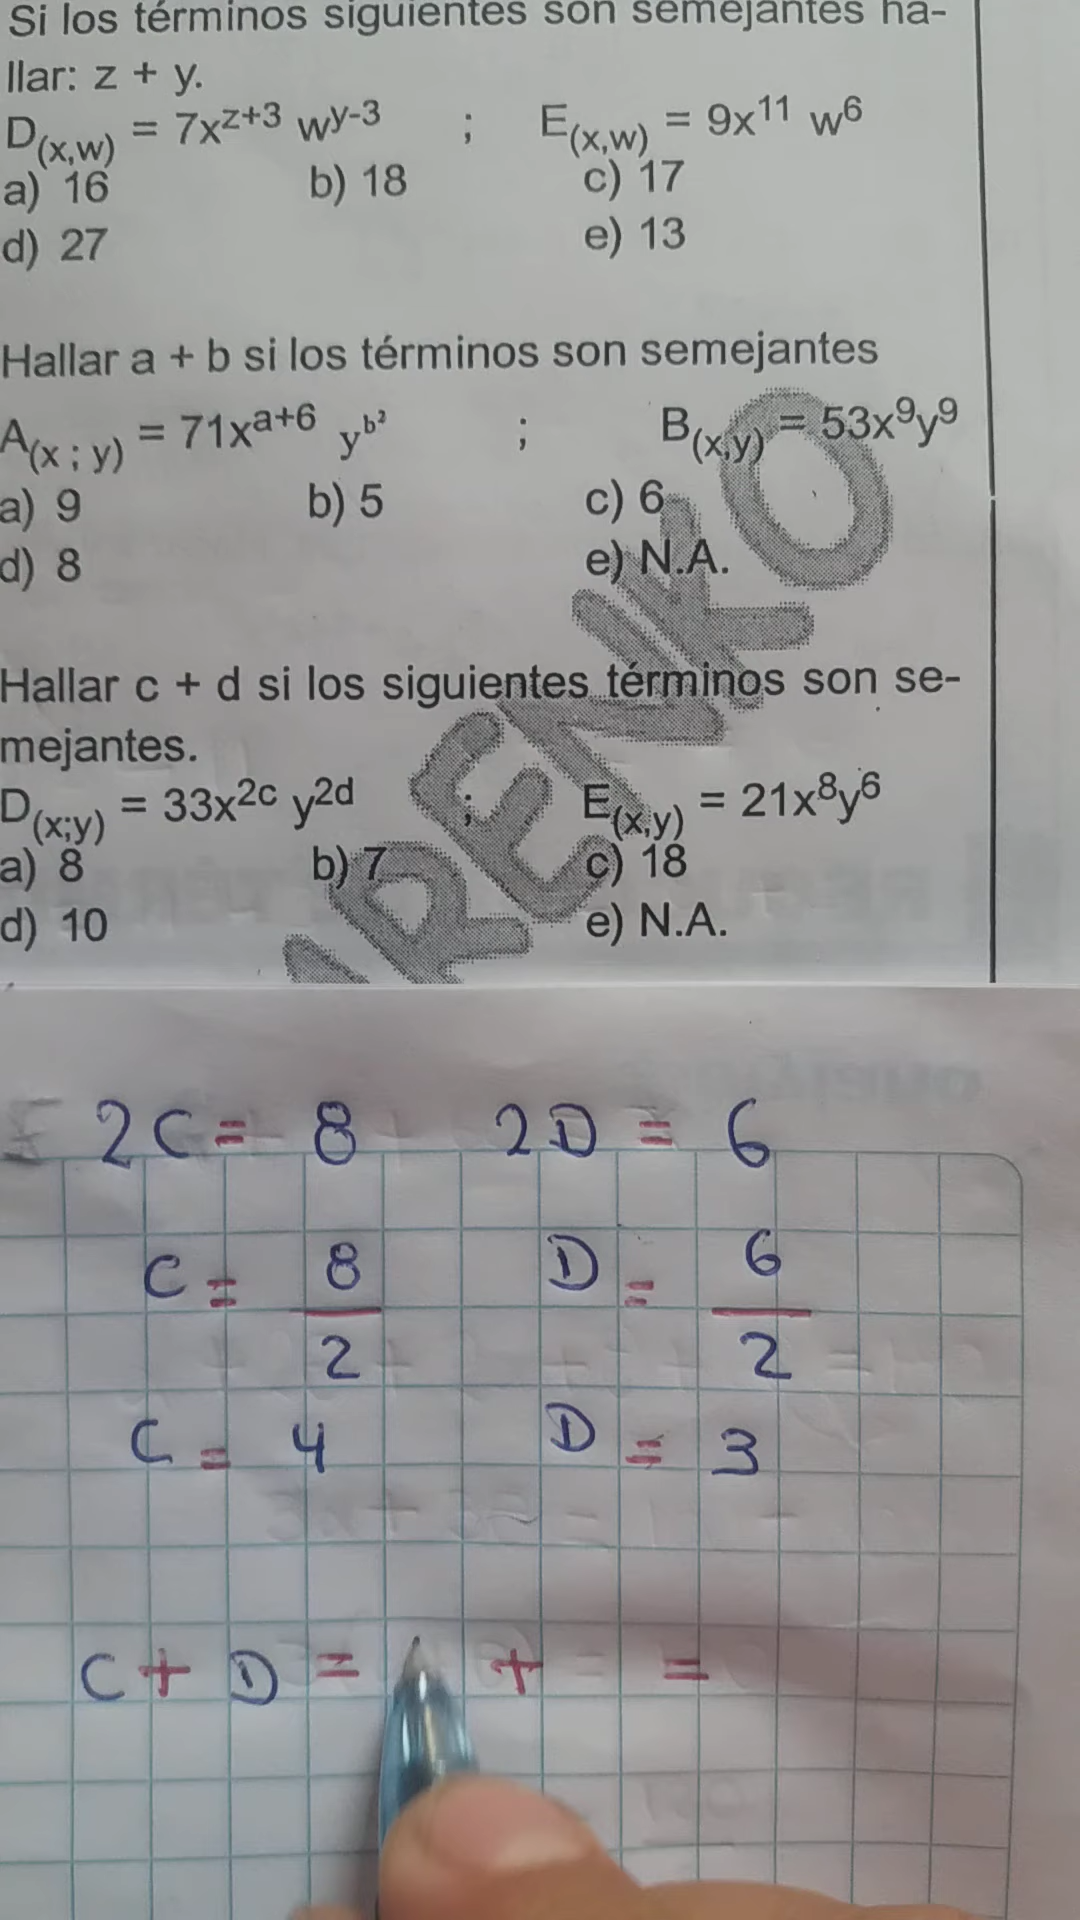 Si los términos siguientes son semejantes ha-
llar: z + y.
D(x,w) = 7x^{z+3} w^{y-3} ; E(x,w) = 9x^{11} w^{6}
a) 16 b) 18 c) 17
d) 27 e) 13
Hallar a + b si los términos son semejantes
A(x ; y) = 71x^{a+6} y^{b²} ; B(x,y) = 53x^{9}y^{9}
a) 9 b) 5 c) 6
d) 8 e) N.A.
Hallar c + d si los siguientes términos son se-
mejantes.
D(x;y) = 33x^{2c} y^{2d} ; E(x,y) = 21x^{8}y^{6}
a) 8 b) 7 c) 18
d) 10 e) N.A.
2C = 8 2D = 6
C = 8/2 D = 6/2
C = 4 D = 3
C + D = + =